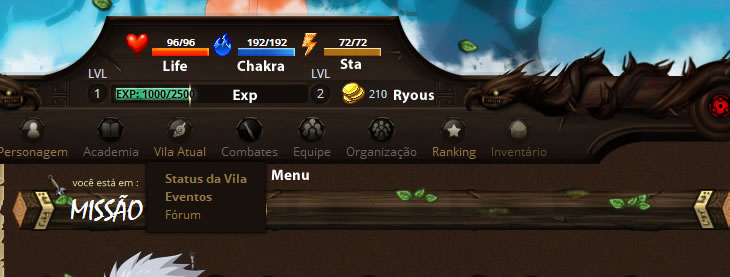 96/96 192/192 72/72
Life Chakra Sta
LVL LVL
1 EXP: 1000/2500 Exp 2 210 Ryous
Personagem Academia Vila Atual Combates Equipe Organização Ranking Inventário
Status da Vila Menu
você está em :
Eventos
MISSÃO
Fórum